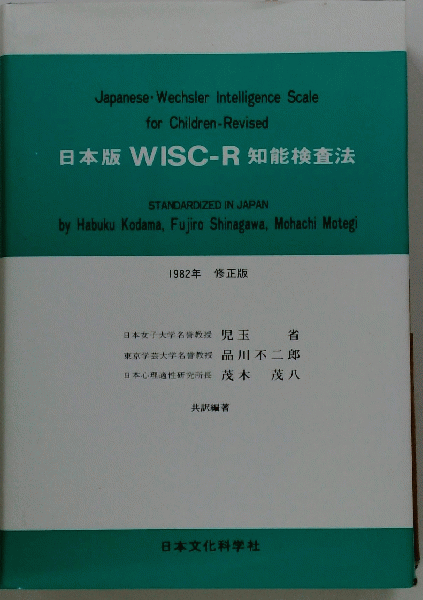 Japanese・Wechsler Intelligence Scale
for Children-Revised
日本版 WISC-R 知能検査法
STANDARDIZED IN JAPAN
by Habuku Kodama, Fujiro Shinagawa, Mohachi Motegi
1982年 修正版
日本女子大学名誉教授 児玉 省
東京学芸大学名誉教授 品川不二郎
日本心理適性研究所長 茂木 茂八
共訳編著
日本文化科学社